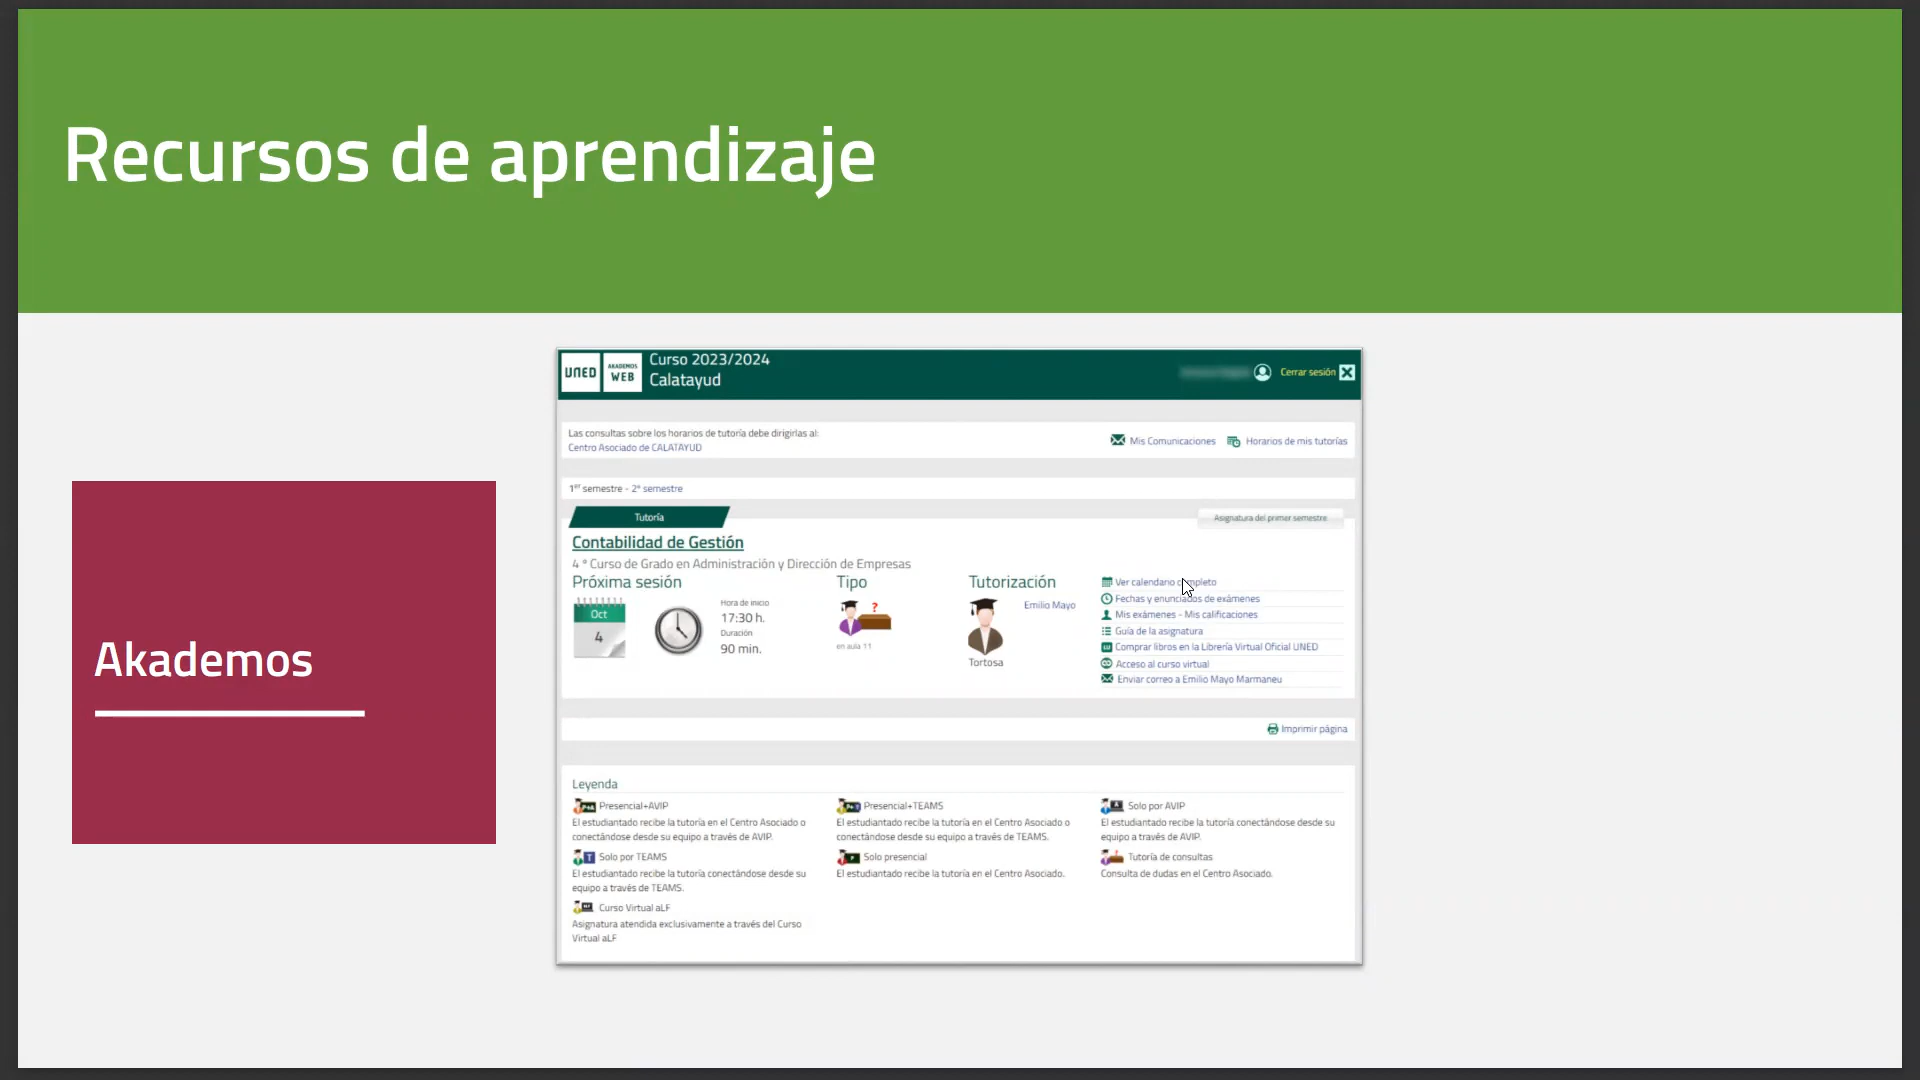 Recursos de aprendizaje
Akademos
UNED
AKADEMOS
WEB
Curso 2023/2024
Calatayud
Cerrar sesión
Las consultas sobre los horarios de tutoría debe dirigirlas al:
Centro Asociado de CALATAYUD
Mis Comunicaciones
Horarios de mis tutorías
1er semestre - 2º semestre
Tutoría
Asignatura del primer semestre
Contabilidad de Gestión
4 º Curso de Grado en Administración y Dirección de Empresas
Próxima sesión
Oct
4
Hora de inicio
17:30 h.
Duración
90 min.
Tipo
?
en aula 11
Tutorización
Emilio Mayo
Tortosa
Ver calendario completo
Fechas y enunciados de exámenes
Mis exámenes - Mis calificaciones
Guía de la asignatura
Comprar libros en la Librería Virtual Oficial UNED
Acceso al curso virtual
Enviar correo a Emilio Mayo Marmaneu
Imprimir página
Leyenda
Presencial+AVIP
El estudiantado recibe la tutoría en el Centro Asociado o
conectándose desde su equipo a través de AVIP.
Presencial+TEAMS
El estudiantado recibe la tutoría en el Centro Asociado o
conectándose desde su equipo a través de TEAMS.
Solo por AVIP
El estudiantado recibe la tutoría conectándose desde su
equipo a través de AVIP.
Solo por TEAMS
El estudiantado recibe la tutoría conectándose desde su
equipo a través de TEAMS.
Solo presencial
El estudiantado recibe la tutoría en el Centro Asociado.
Tutoría de consultas
Consulta de dudas en el Centro Asociado.
Curso Virtual aLF
Asignatura atendida exclusivamente a través del Curso
Virtual aLF